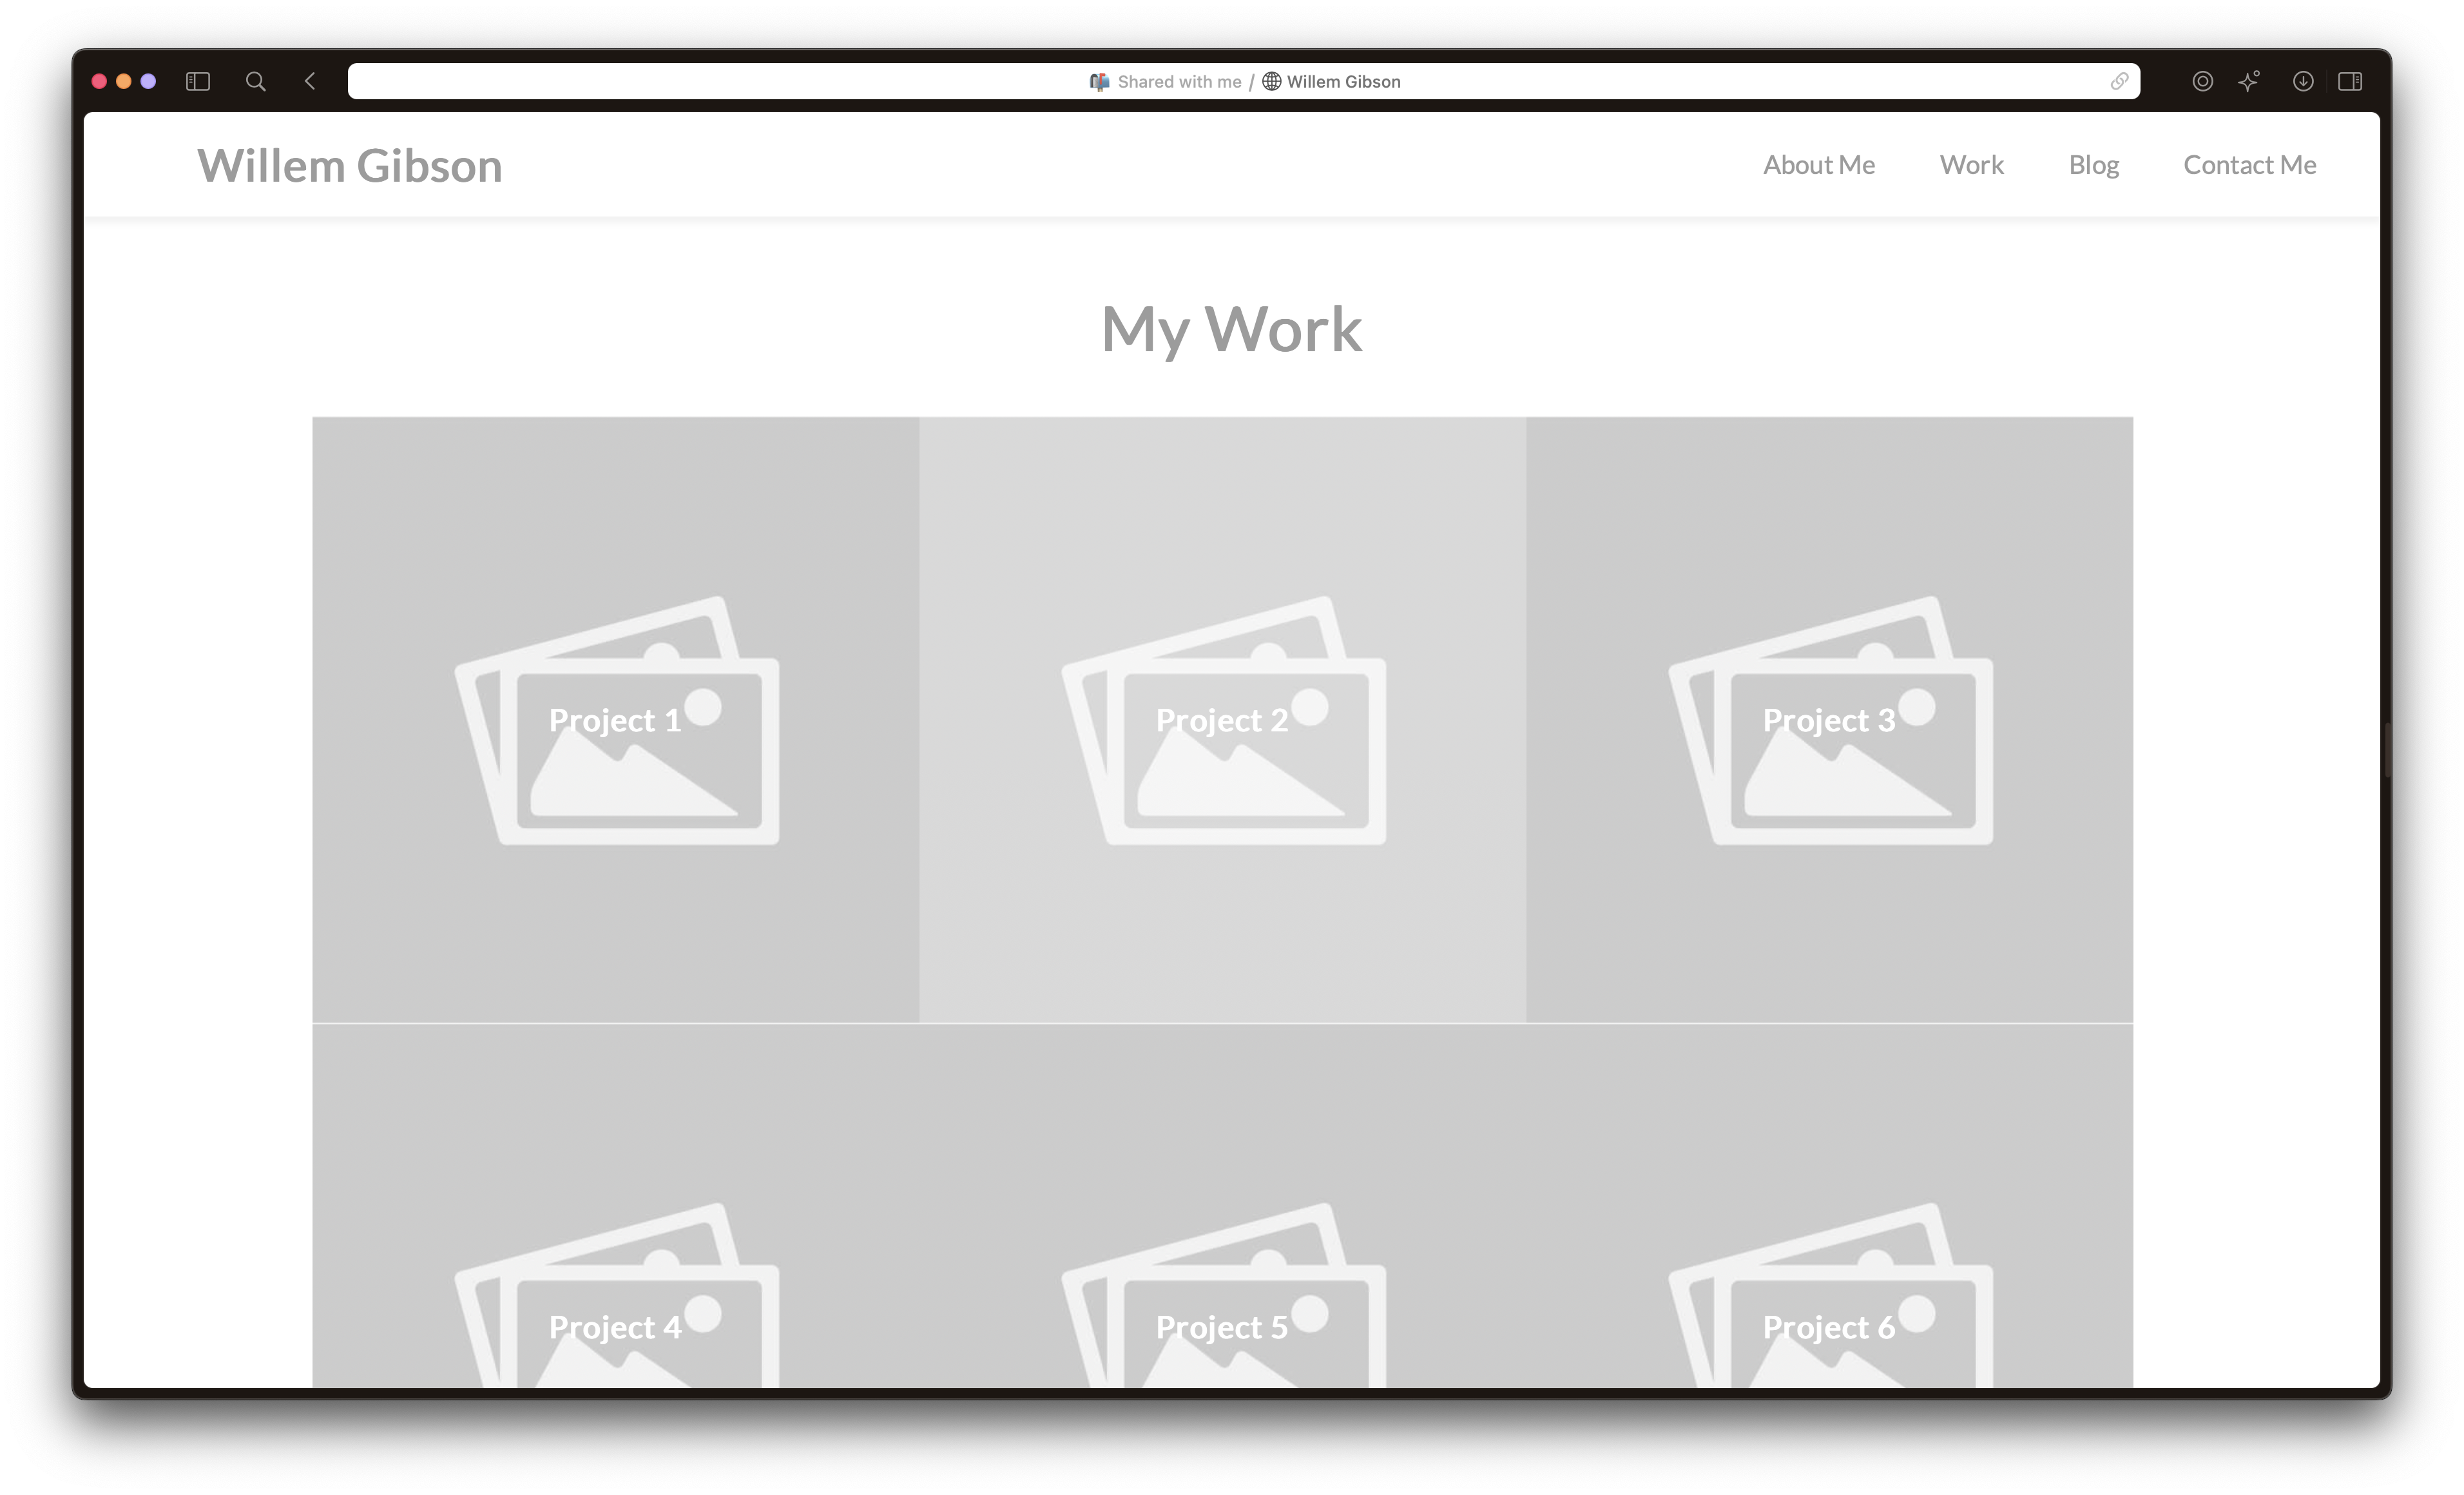 Shared with me / Willem Gibson
Willem Gibson
About Me Work Blog Contact Me
My Work
Project 1 Project 2 Project 3
Project 4 Project 5 Project 6